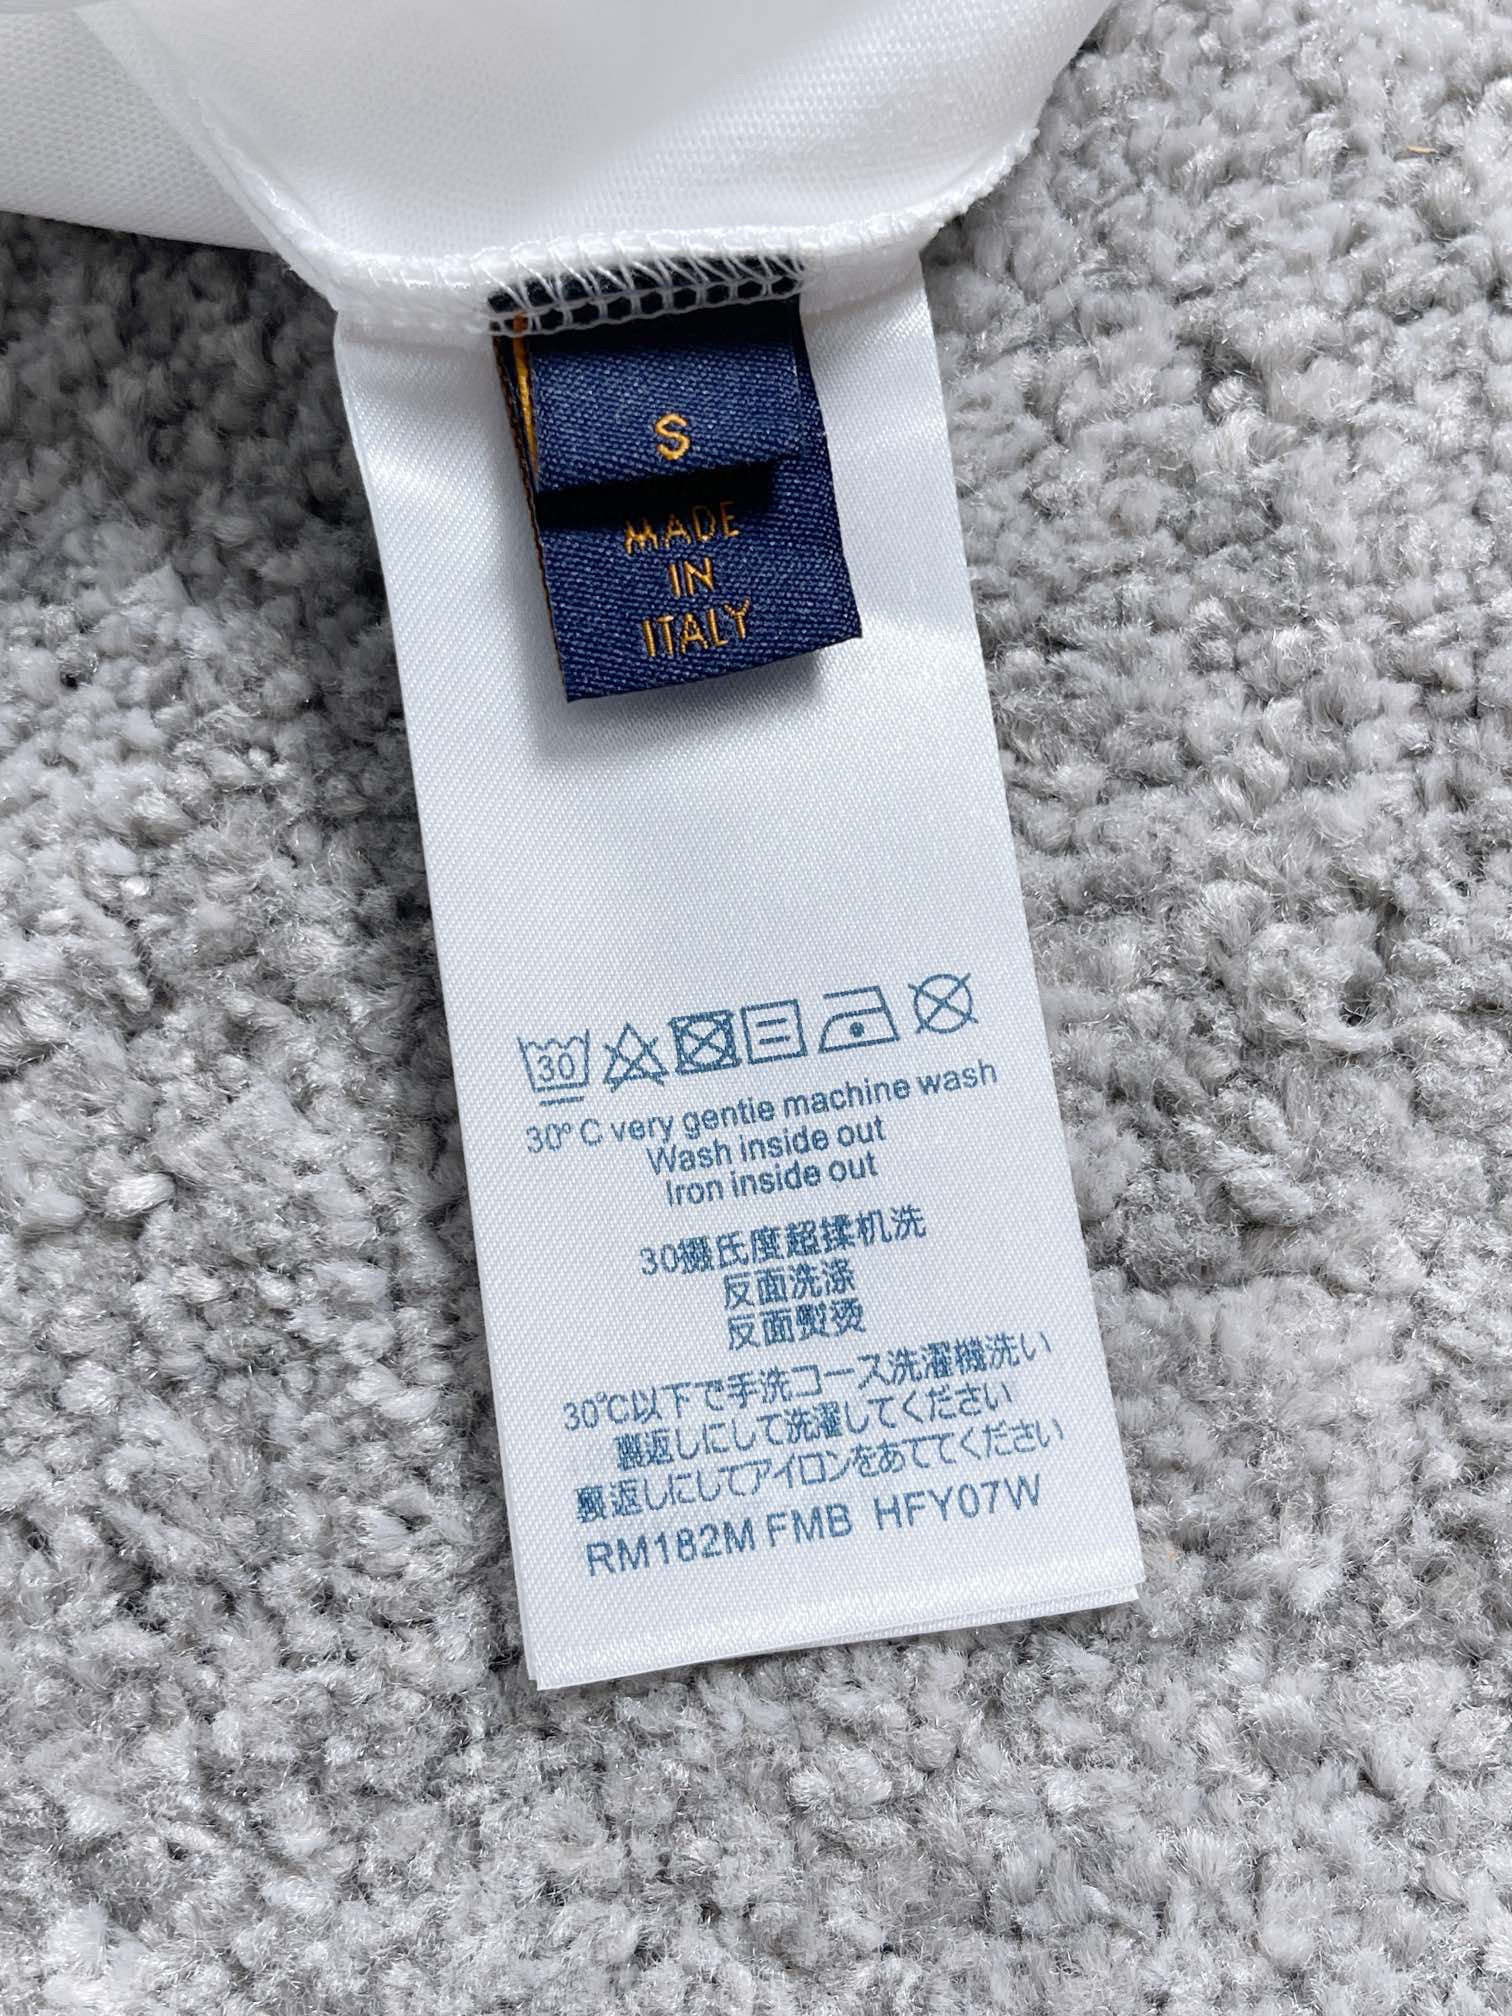 S
MADE
IN
ITALY
30
30°C very gentie machine wash
Wash inside out
Iron inside out
30摄氏度超揉机洗
反面洗涤
反面熨烫
30℃以下で手洗コース洗濯機洗い
裏返しにして洗濯してください
裏返しにしてアイロンをあててください
RM182M FMB HFY07W